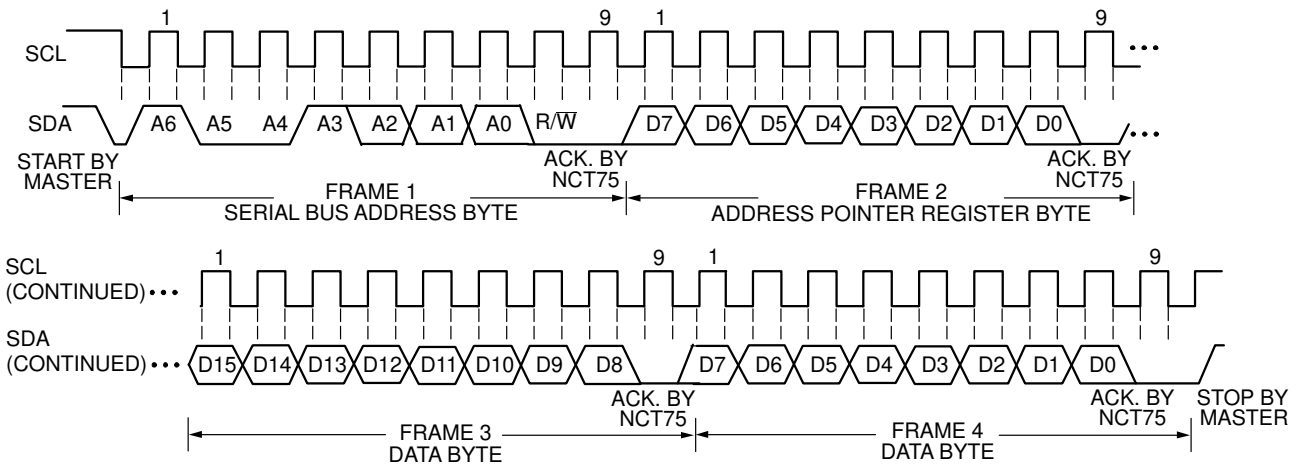 1 9 1 9
SCL •••
SDA A6 A5 A4 A3 A2 A1 A0 R/W̅ D7 D6 D5 D4 D3 D2 D1 D0 •••
START BY MASTER
ACK. BY NCT75
ACK. BY NCT75
FRAME 1
SERIAL BUS ADDRESS BYTE
FRAME 2
ADDRESS POINTER REGISTER BYTE
1 9 1 9
SCL
(CONTINUED) •••
SDA
(CONTINUED) ••• D15 D14 D13 D12 D11 D10 D9 D8 D7 D6 D5 D4 D3 D2 D1 D0
ACK. BY NCT75
ACK. BY NCT75
STOP BY MASTER
FRAME 3
DATA BYTE
FRAME 4
DATA BYTE